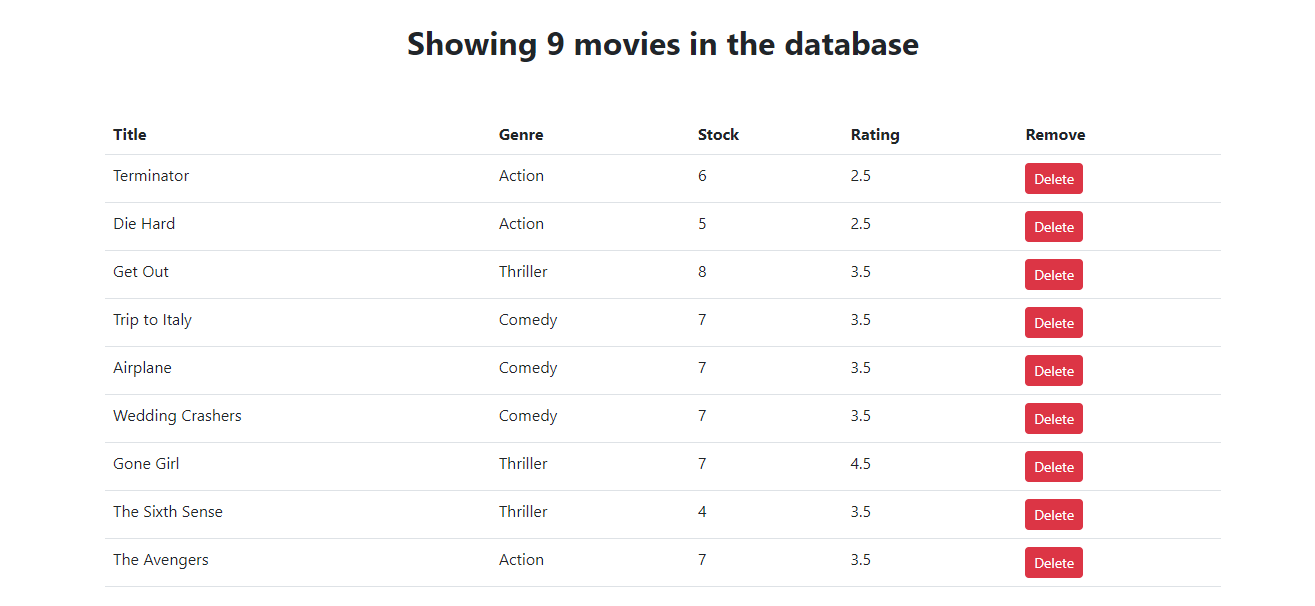 Showing 9 movies in the database
Title Genre Stock Rating Remove
Terminator Action 6 2.5 Delete
Die Hard Action 5 2.5 Delete
Get Out Thriller 8 3.5 Delete
Trip to Italy Comedy 7 3.5 Delete
Airplane Comedy 7 3.5 Delete
Wedding Crashers Comedy 7 3.5 Delete
Gone Girl Thriller 7 4.5 Delete
The Sixth Sense Thriller 4 3.5 Delete
The Avengers Action 7 3.5 Delete